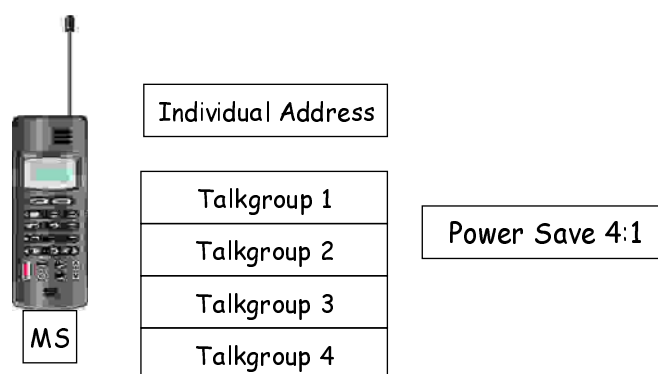 Individual Address
Talkgroup 1
Talkgroup 2
Power Save 4:1
Talkgroup 3
MS
Talkgroup 4